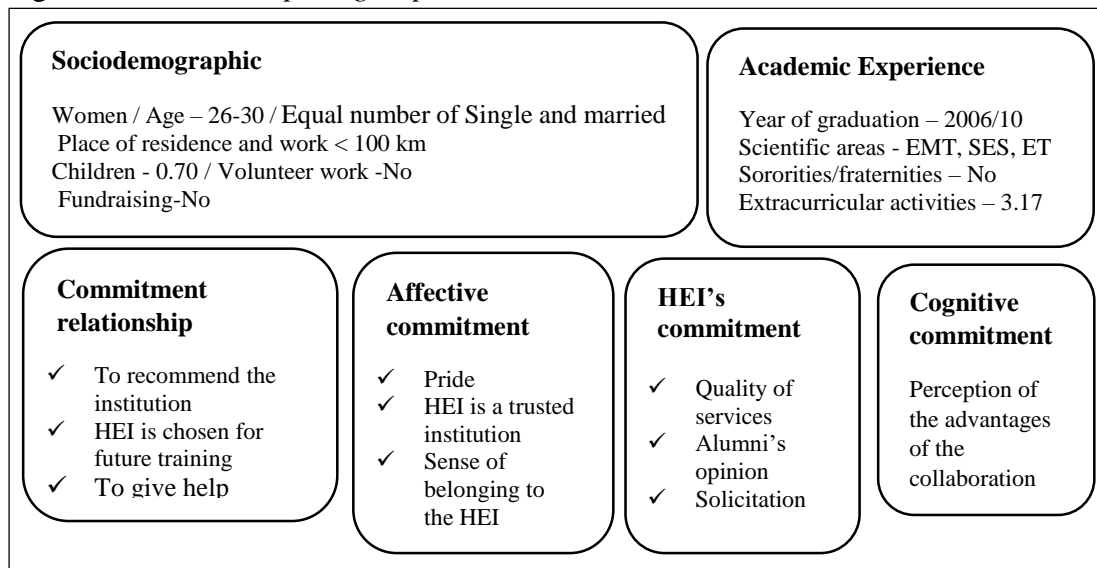 Sociodemographic
Women / Age – 26-30 / Equal number of Single and married
Place of residence and work < 100 km
Children - 0.70 / Volunteer work -No
Fundraising-No
Academic Experience
Year of graduation – 2006/10
Scientific areas - EMT, SES, ET
Sororities/fraternities – No
Extracurricular activities – 3.17
Commitment
relationship
✓ To recommend the
institution
✓ HEI is chosen for
future training
✓ To give help
Affective
commitment
✓ Pride
✓ HEI is a trusted
institution
✓ Sense of
belonging to
the HEI
HEI's
commitment
✓ Quality of
services
✓ Alumni's
opinion
✓ Solicitation
Cognitive
commitment
Perception of
the advantages
of the
collaboration